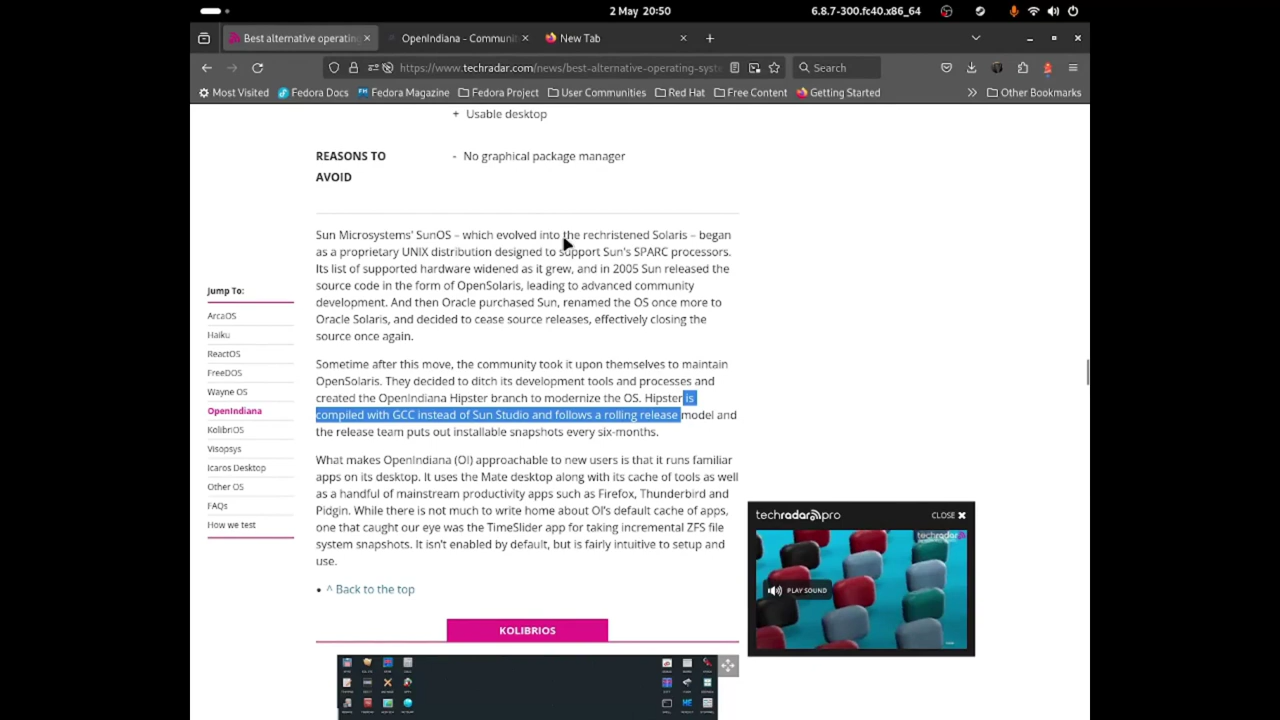 2 May 20:50
6.8.7-300.fc40.x86_64
Best alternative operatin
OpenIndiana – Communi
New Tab
https://www.techradar.com/news/best-alternative-operating-syst
Search
Most Visited
Fedora Docs
Fedora Magazine
Fedora Project
User Communities
Red Hat
Free Content
Getting Started
Other Bookmarks
+ Usable desktop
REASONS TO
AVOID
- No graphical package manager
Sun Microsystems' SunOS – which evolved into the rechristened Solaris – began
as a proprietary UNIX distribution designed to support Sun's SPARC processors.
Its list of supported hardware widened as it grew, and in 2005 Sun released the
source code in the form of OpenSolaris, leading to advanced community
development. And then Oracle purchased Sun, renamed the OS once more to
Oracle Solaris, and decided to cease source releases, effectively closing the
source once again.
Sometime after this move, the community took it upon themselves to maintain
OpenSolaris. They decided to ditch its development tools and processes and
created the OpenIndiana Hipster branch to modernize the OS. Hipster is
compiled with GCC instead of Sun Studio and follows a rolling release model and
the release team puts out installable snapshots every six-months.
What makes OpenIndiana (OI) approachable to new users is that it runs familiar
apps on its desktop. It uses the Mate desktop along with its cache of tools as well
as a handful of mainstream productivity apps such as Firefox, Thunderbird and
Pidgin. While there is not much to write home about OI's default cache of apps,
one that caught our eye was the TimeSlider app for taking incremental ZFS file
system snapshots. It isn't enabled by default, but is fairly intuitive to setup and
use.
• ^ Back to the top
KOLIBRIOS
Jump To:
ArcaOS
Haiku
ReactOS
FreeDOS
Wayne OS
OpenIndiana
KolibriOS
Visopsys
Icaros Desktop
Other OS
FAQs
How we test
techradar pro
CLOSE
techradar
PLAY SOUND